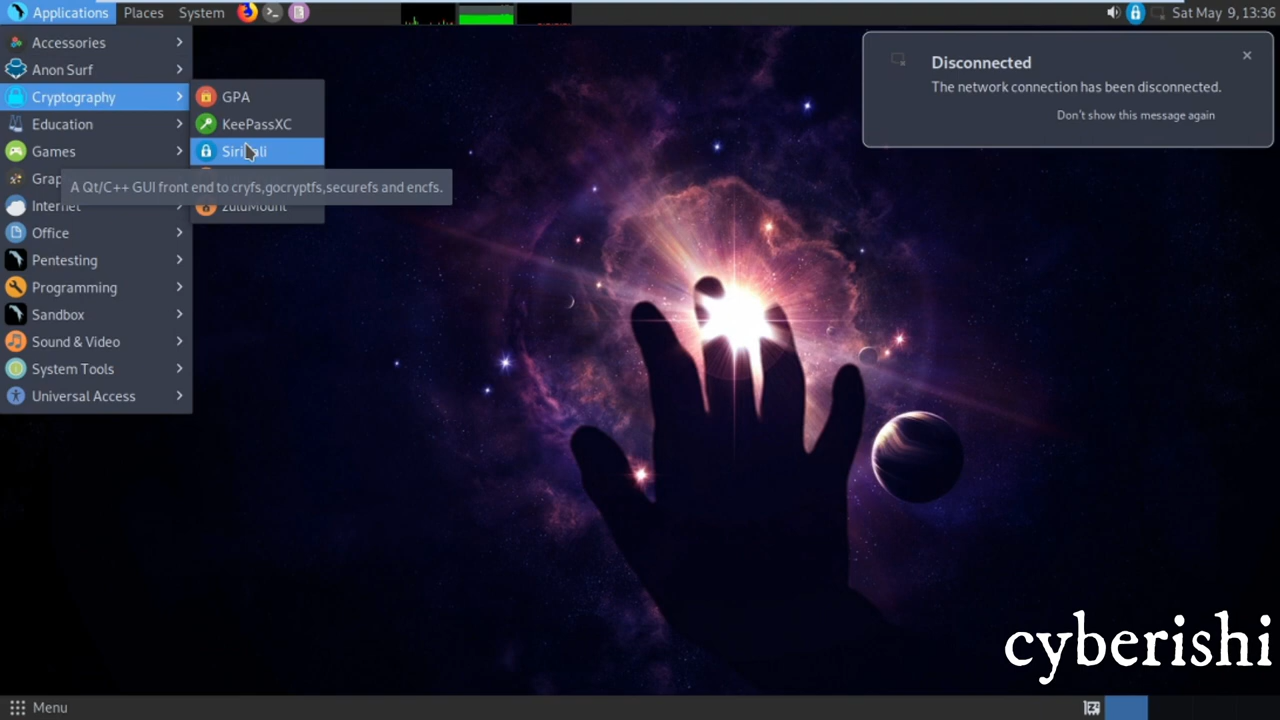 Applications Places System
Sat May 9, 13:36
Accessories
Anon Surf
Cryptography
Education
Games
Grap
Internet
Office
Pentesting
Programming
Sandbox
Sound & Video
System Tools
Universal Access
GPA
KeePassXC
A Qt/C++ GUI front end to cryfs,gocryptfs,securefs and encfs.
zuluMount
Disconnected
The network connection has been disconnected.
Don't show this message again
cyberishi
Menu